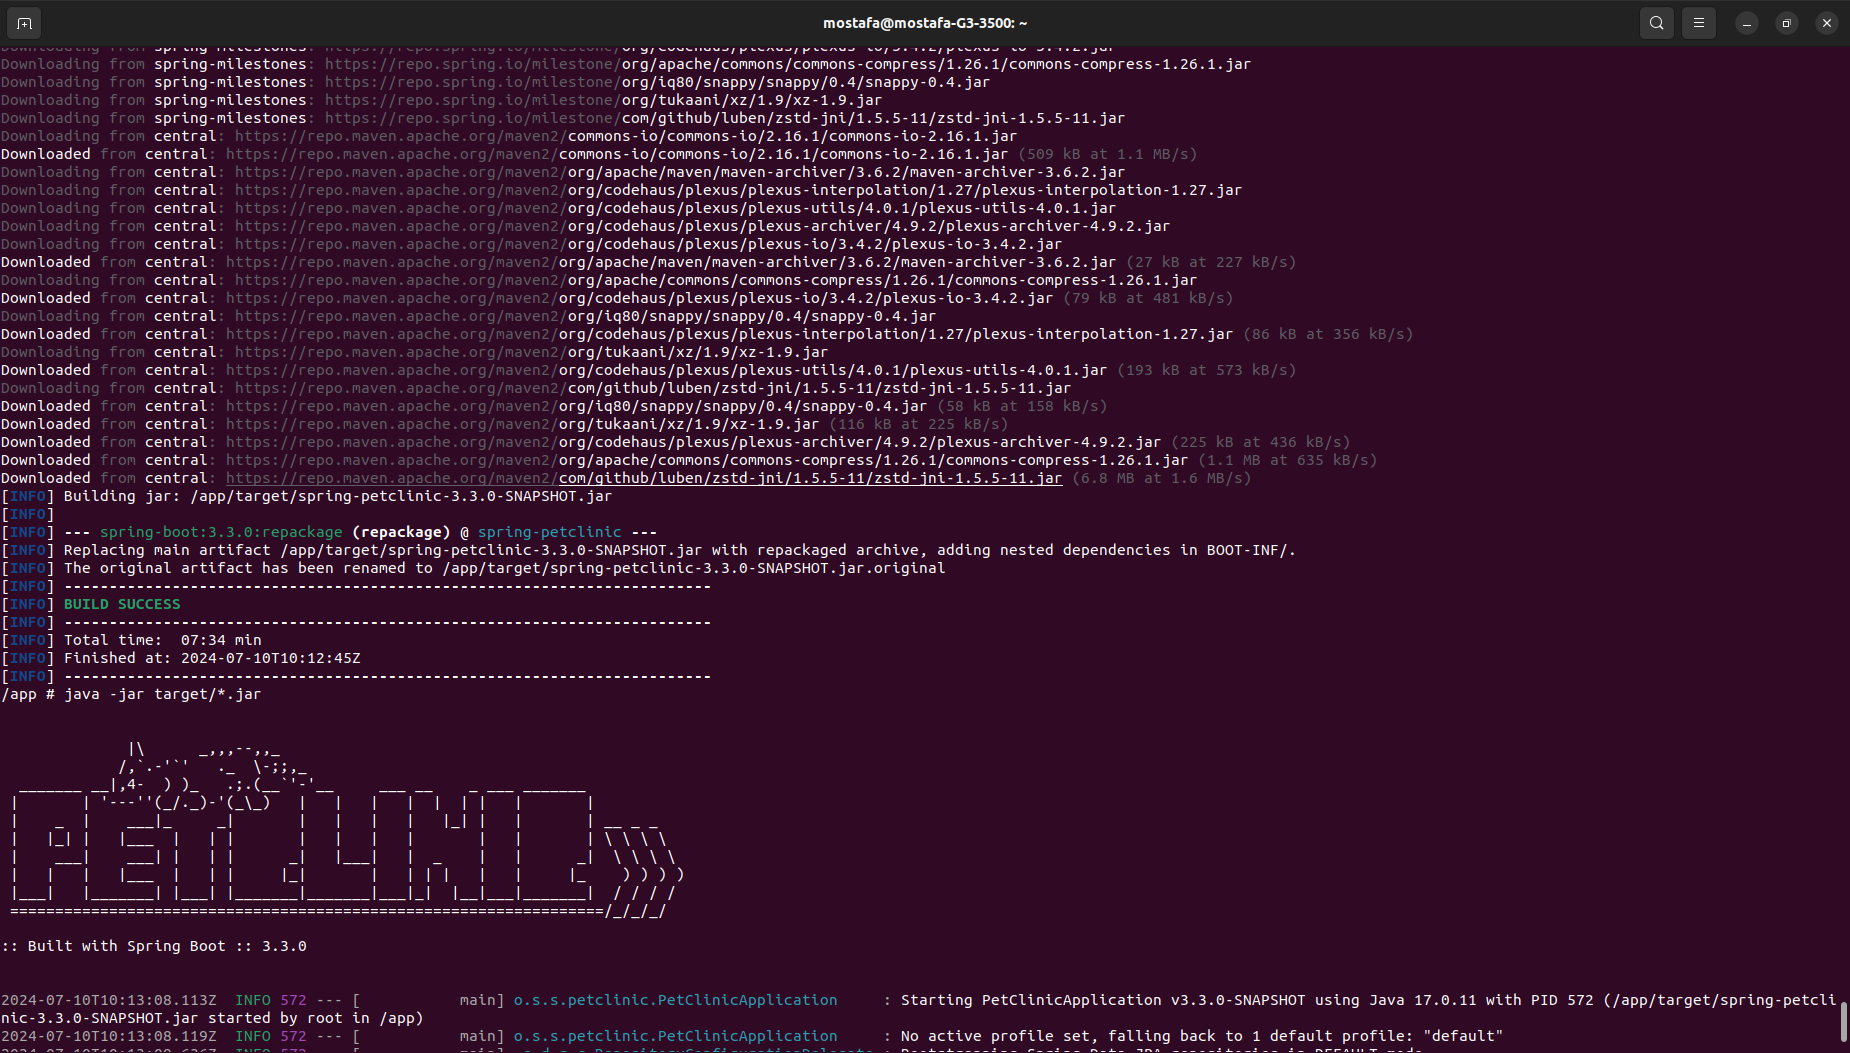 mostafa@mostafa-G3-3500: ~
Downloading from spring-milestones: https://repo.spring.io/milestone/org/codehaus/plexus/plexus-io/3.4.2/plexus-io-3.4.2.jar
Downloading from spring-milestones: https://repo.spring.io/milestone/org/apache/commons/commons-compress/1.26.1/commons-compress-1.26.1.jar
Downloading from spring-milestones: https://repo.spring.io/milestone/org/iq80/snappy/snappy/0.4/snappy-0.4.jar
Downloading from spring-milestones: https://repo.spring.io/milestone/org/tukaani/xz/1.9/xz-1.9.jar
Downloading from spring-milestones: https://repo.spring.io/milestone/com/github/luben/zstd-jni/1.5.5-11/zstd-jni-1.5.5-11.jar
Downloading from central: https://repo.maven.apache.org/maven2/commons-io/commons-io/2.16.1/commons-io-2.16.1.jar
Downloaded from central: https://repo.maven.apache.org/maven2/commons-io/commons-io/2.16.1/commons-io-2.16.1.jar (509 kB at 1.1 MB/s)
Downloading from central: https://repo.maven.apache.org/maven2/org/apache/maven/maven-archiver/3.6.2/maven-archiver-3.6.2.jar
Downloading from central: https://repo.maven.apache.org/maven2/org/codehaus/plexus/plexus-interpolation/1.27/plexus-interpolation-1.27.jar
Downloading from central: https://repo.maven.apache.org/maven2/org/codehaus/plexus/plexus-utils/4.0.1/plexus-utils-4.0.1.jar
Downloading from central: https://repo.maven.apache.org/maven2/org/codehaus/plexus/plexus-archiver/4.9.2/plexus-archiver-4.9.2.jar
Downloading from central: https://repo.maven.apache.org/maven2/org/codehaus/plexus/plexus-io/3.4.2/plexus-io-3.4.2.jar
Downloaded from central: https://repo.maven.apache.org/maven2/org/apache/maven/maven-archiver/3.6.2/maven-archiver-3.6.2.jar (27 kB at 227 kB/s)
Downloading from central: https://repo.maven.apache.org/maven2/org/apache/commons/commons-compress/1.26.1/commons-compress-1.26.1.jar
Downloaded from central: https://repo.maven.apache.org/maven2/org/codehaus/plexus/plexus-io/3.4.2/plexus-io-3.4.2.jar (79 kB at 481 kB/s)
Downloading from central: https://repo.maven.apache.org/maven2/org/iq80/snappy/snappy/0.4/snappy-0.4.jar
Downloaded from central: https://repo.maven.apache.org/maven2/org/codehaus/plexus/plexus-interpolation/1.27/plexus-interpolation-1.27.jar (86 kB at 356 kB/s)
Downloading from central: https://repo.maven.apache.org/maven2/org/tukaani/xz/1.9/xz-1.9.jar
Downloaded from central: https://repo.maven.apache.org/maven2/org/codehaus/plexus/plexus-utils/4.0.1/plexus-utils-4.0.1.jar (193 kB at 573 kB/s)
Downloading from central: https://repo.maven.apache.org/maven2/com/github/luben/zstd-jni/1.5.5-11/zstd-jni-1.5.5-11.jar
Downloaded from central: https://repo.maven.apache.org/maven2/org/iq80/snappy/snappy/0.4/snappy-0.4.jar (58 kB at 158 kB/s)
Downloaded from central: https://repo.maven.apache.org/maven2/org/tukaani/xz/1.9/xz-1.9.jar (116 kB at 225 kB/s)
Downloaded from central: https://repo.maven.apache.org/maven2/org/codehaus/plexus/plexus-archiver/4.9.2/plexus-archiver-4.9.2.jar (225 kB at 436 kB/s)
Downloaded from central: https://repo.maven.apache.org/maven2/org/apache/commons/commons-compress/1.26.1/commons-compress-1.26.1.jar (1.1 MB at 635 kB/s)
Downloaded from central: https://repo.maven.apache.org/maven2/com/github/luben/zstd-jni/1.5.5-11/zstd-jni-1.5.5-11.jar (6.8 MB at 1.6 MB/s)
[INFO] Building jar: /app/target/spring-petclinic-3.3.0-SNAPSHOT.jar
[INFO]
[INFO] --- spring-boot:3.3.0:repackage (repackage) @ spring-petclinic ---
[INFO] Replacing main artifact /app/target/spring-petclinic-3.3.0-SNAPSHOT.jar with repackaged archive, adding nested dependencies in BOOT-INF/.
[INFO] The original artifact has been renamed to /app/target/spring-petclinic-3.3.0-SNAPSHOT.jar.original
[INFO] ------------------------------------------------------------------------
[INFO] BUILD SUCCESS
[INFO] ------------------------------------------------------------------------
[INFO] Total time:  07:34 min
[INFO] Finished at: 2024-07-10T10:12:45Z
[INFO] ------------------------------------------------------------------------
/app # java -jar target/*.jar
PETCLINIC
:: Built with Spring Boot :: 3.3.0
2024-07-10T10:13:08.113Z  INFO 572 --- [           main] o.s.s.petclinic.PetClinicApplication     : Starting PetClinicApplication v3.3.0-SNAPSHOT using Java 17.0.11 with PID 572 (/app/target/spring-petcli
nic-3.3.0-SNAPSHOT.jar started by root in /app)
2024-07-10T10:13:08.119Z  INFO 572 --- [           main] o.s.s.petclinic.PetClinicApplication     : No active profile set, falling back to 1 default profile: "default"